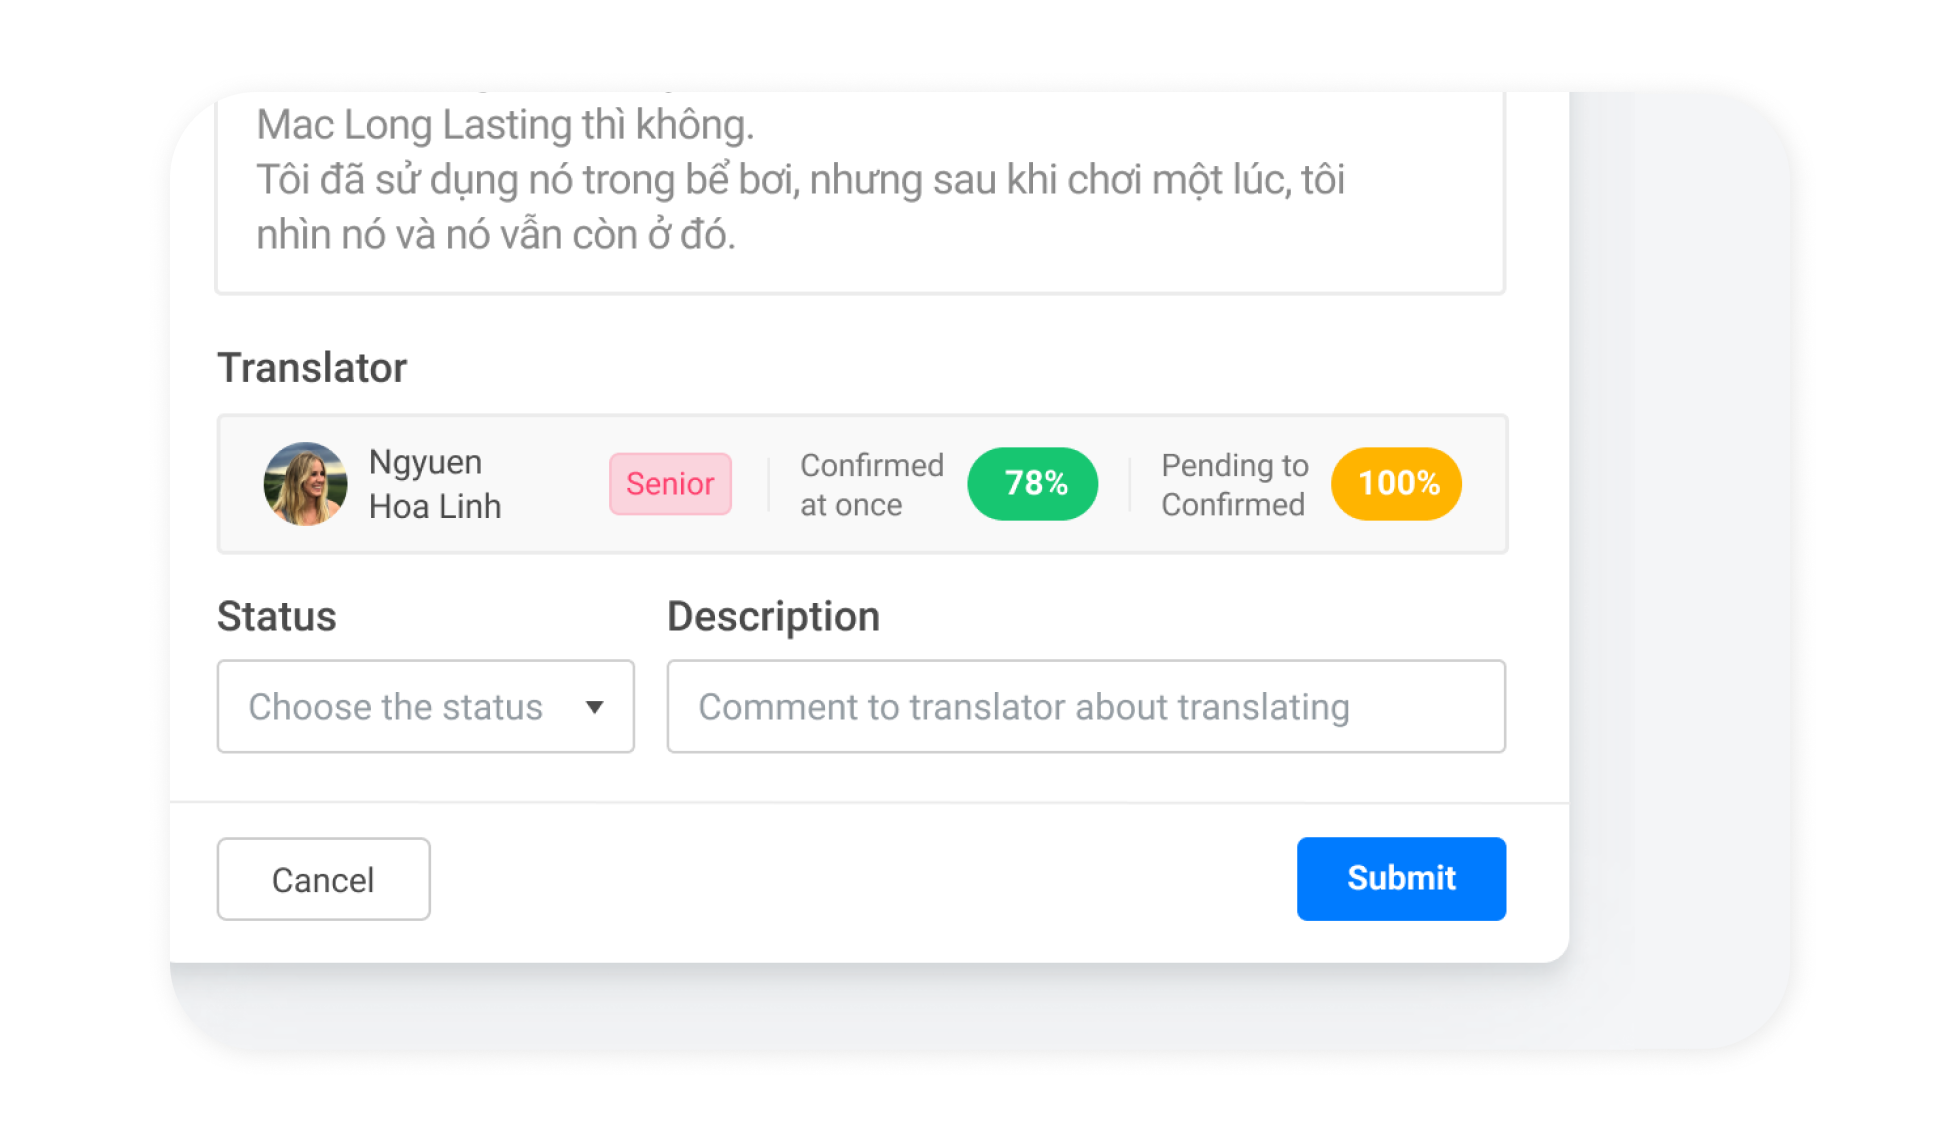 Mac Long Lasting thì không.
Tôi đã sử dụng nó trong bể bơi, nhưng sau khi chơi một lúc, tôi
nhìn nó và nó vẫn còn ở đó.
Translator
Ngyuen
Hoa Linh
Senior
Confirmed
at once
78%
Pending to
Confirmed
100%
Status
Description
Choose the status
Comment to translator about translating
Cancel
Submit